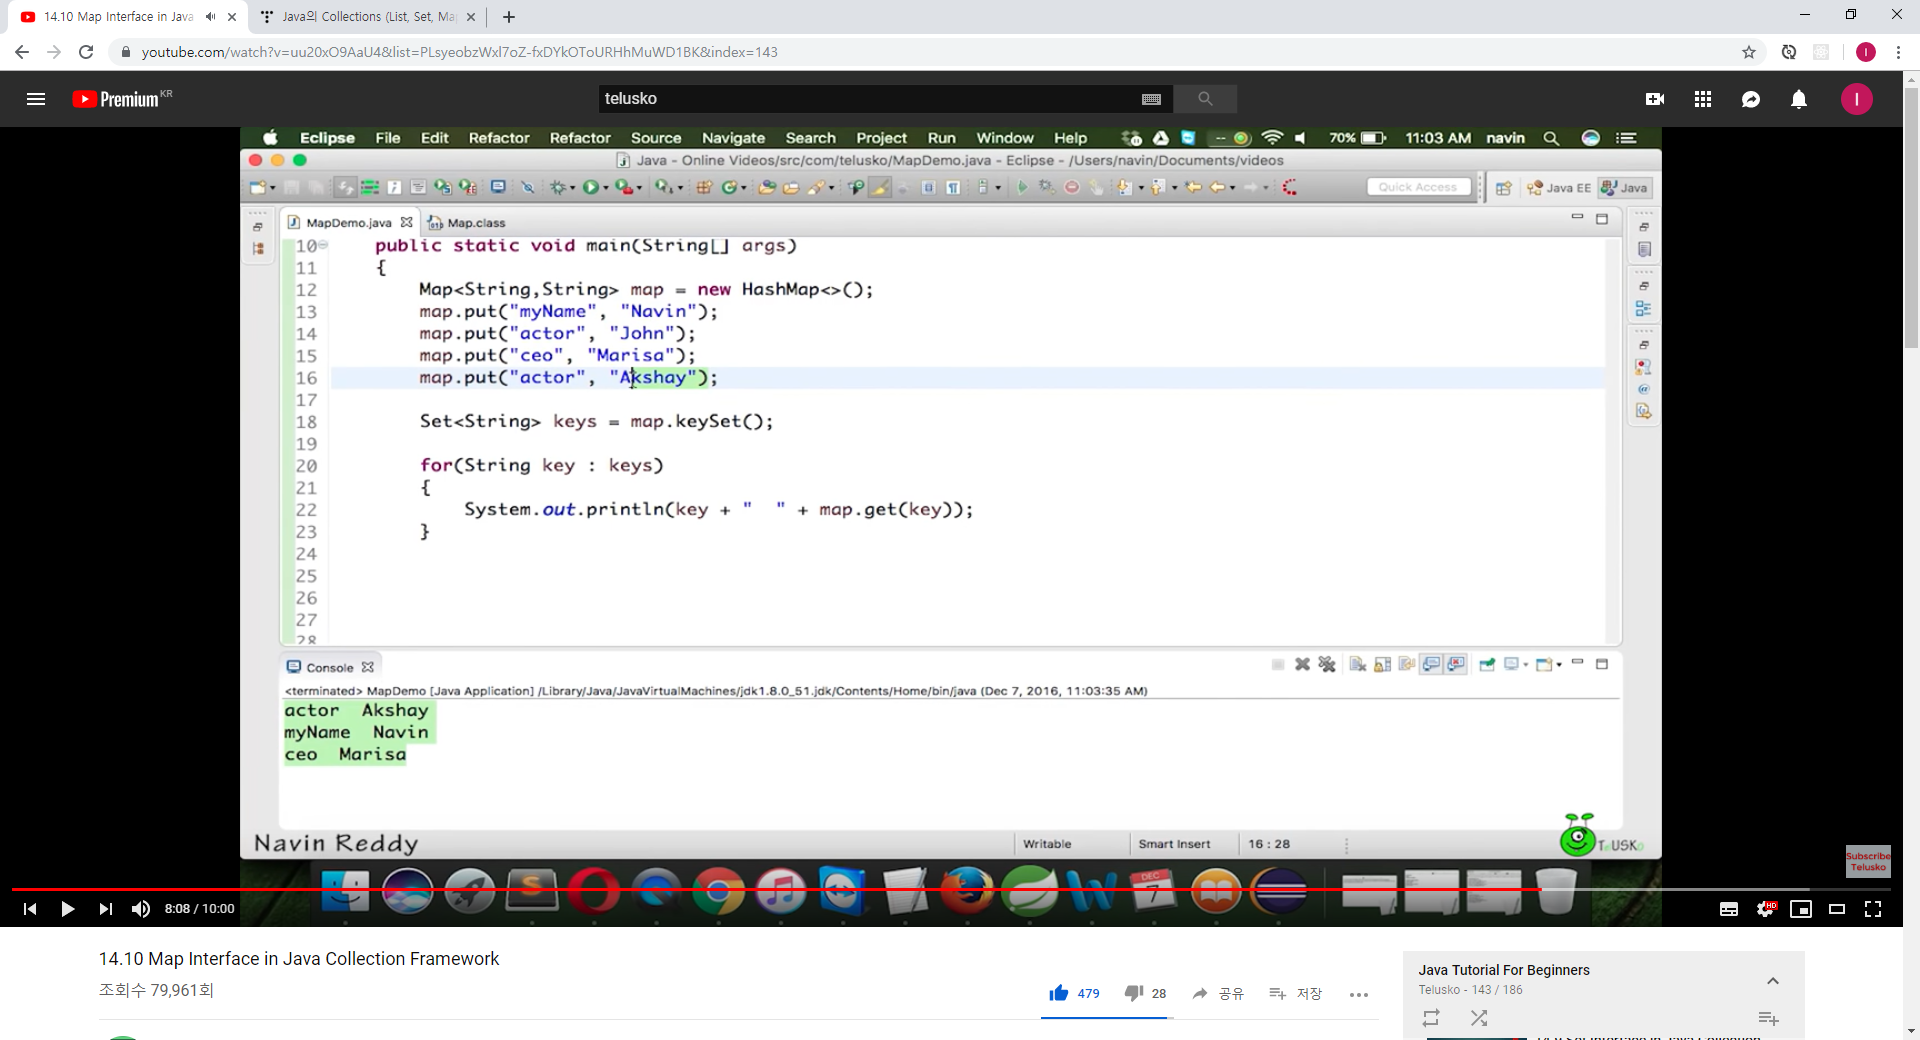 14.10 Map Interface in Java
Java의 Collections (List, Set, Ma
youtube.com/watch?v=uu20xO9AaU4&list=PLsyeobzWxl7oZ-fxDYkOToURHhMuWD1BK&index=143
Premium KR
telusko
I
Eclipse File Edit Refactor Refactor Source Navigate Search Project Run Window Help 70% 11:03 AM navin
Java - Online Videos/src/com/telusko/MapDemo.java - Eclipse - /Users/navin/Documents/videos
Quick Access Java EE Java
MapDemo.java Map.class
10 public static void main(String[] args)
11 {
12 Map<String,String> map = new HashMap<>();
13 map.put("myName", "Navin");
14 map.put("actor", "John");
15 map.put("ceo", "Marisa");
16 map.put("actor", "Akshay");
17
18 Set<String> keys = map.keySet();
19
20 for(String key : keys)
21 {
22 System.out.println(key + "  " + map.get(key));
23 }
24
25
26
27
28
Console
<terminated> MapDemo [Java Application] /Library/Java/JavaVirtualMachines/jdk1.8.0_51.jdk/Contents/Home/bin/java (Dec 7, 2016, 11:03:35 AM)
actor  Akshay
myName  Navin
ceo  Marisa
Navin Reddy
Writable Smart Insert 16 : 28
TeUSKo
Subscribe
Telusko
DEC
7
8:08 / 10:00
HD
14.10 Map Interface in Java Collection Framework
조회수 79,961회
479 28 공유 저장
Java Tutorial For Beginners
Telusko - 143 / 186